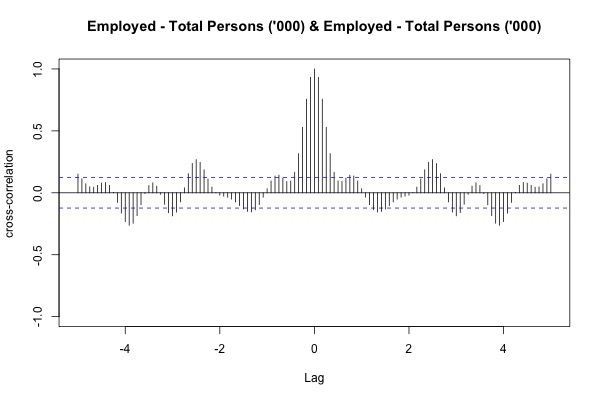 Employed - Total Persons ('000) & Employed - Total Persons ('000)
cross-correlation
1.0
0.5
0.0
-0.5
-1.0
-4 -2 0 2 4
Lag